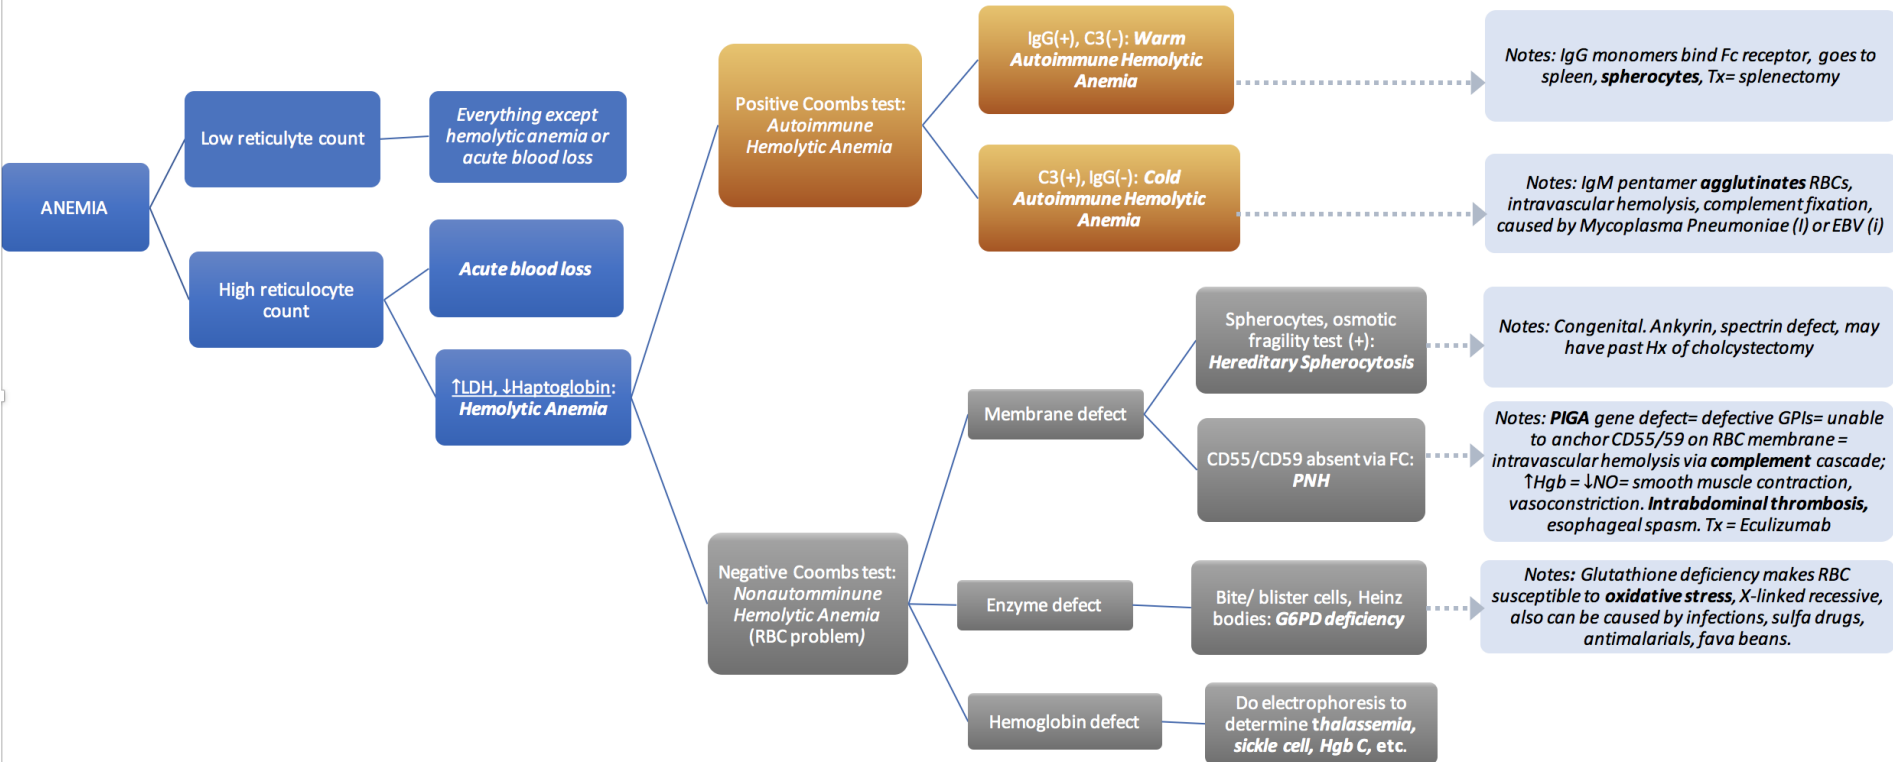 ANEMIA
Low reticulyte count
Everything except
hemolytic anemia or
acute blood loss
High reticulocyte
count
Acute blood loss
↑LDH, ↓Haptoglobin:
Hemolytic Anemia
Positive Coombs test:
Autoimmune
Hemolytic Anemia
IgG(+), C3(-): Warm
Autoimmune Hemolytic
Anemia
Notes: IgG monomers bind Fc receptor, goes to
spleen, spherocytes, Tx= splenectomy
C3(+), IgG(-): Cold
Autoimmune Hemolytic
Anemia
Notes: IgM pentamer agglutinates RBCs,
intravascular hemolysis, complement fixation,
caused by Mycoplasma Pneumoniae (I) or EBV (i)
Negative Coombs test:
Nonautomminune
Hemolytic Anemia
(RBC problem)
Membrane defect
Spherocytes, osmotic
fragility test (+):
Hereditary Spherocytosis
Notes: Congenital. Ankyrin, spectrin defect, may
have past Hx of cholcystectomy
CD55/CD59 absent via FC:
PNH
Notes: PIGA gene defect= defective GPIs= unable
to anchor CD55/59 on RBC membrane =
intravascular hemolysis via complement cascade;
↑Hgb = ↓NO= smooth muscle contraction,
vasoconstriction. Intrabdominal thrombosis,
esophageal spasm. Tx = Eculizumab
Enzyme defect
Bite/ blister cells, Heinz
bodies: G6PD deficiency
Notes: Glutathione deficiency makes RBC
susceptible to oxidative stress, X-linked recessive,
also can be caused by infections, sulfa drugs,
antimalarials, fava beans.
Hemoglobin defect
Do electrophoresis to
determine thalassemia,
sickle cell, Hgb C, etc.